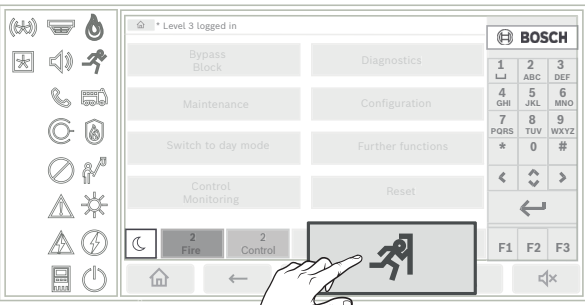 * Level 3 logged in
BOSCH
Bypass
Block
Diagnostics
Maintenance
Configuration
Switch to day mode
Further functions
Control
Monitoring
Reset
2
Fire
2
Control
1
2
ABC
3
DEF
4
GHI
5
JKL
6
MNO
7
PQRS
8
TUV
9
WXYZ
*
0
#
F1
F2
F3